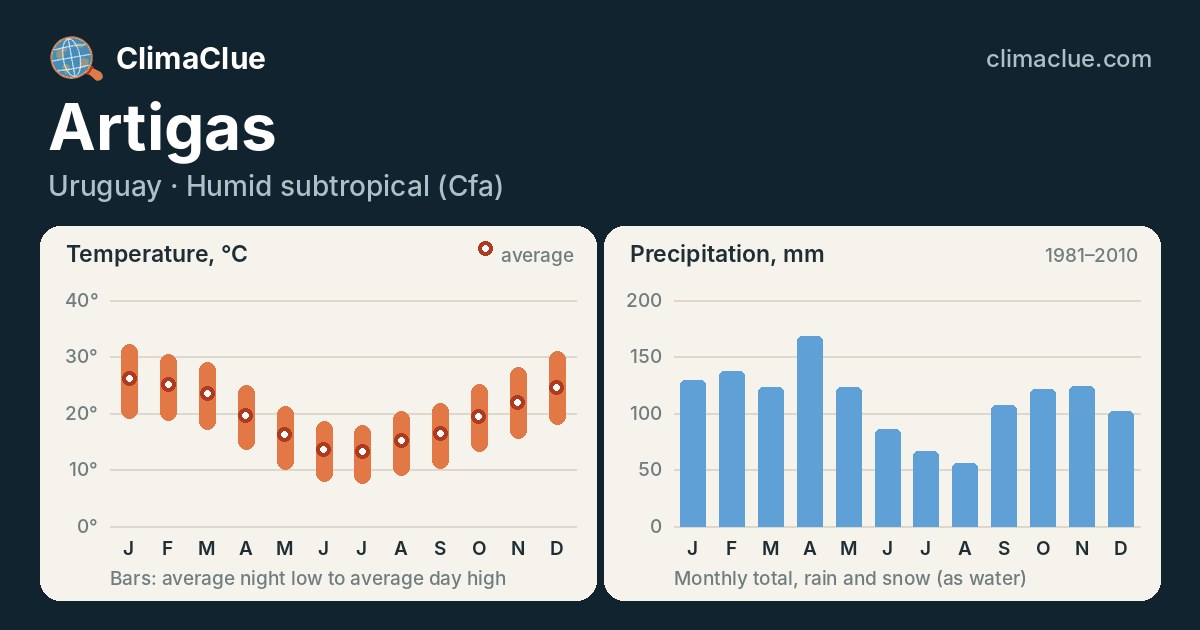 ClimaClue
climaclue.com
Artigas
Uruguay · Humid subtropical (Cfa)
Temperature, °C
average
40°
30°
20°
10°
0°
J F M A M J J A S O N D
Bars: average night low to average day high
Precipitation, mm
1981–2010
200
150
100
50
0
J F M A M J J A S O N D
Monthly total, rain and snow (as water)